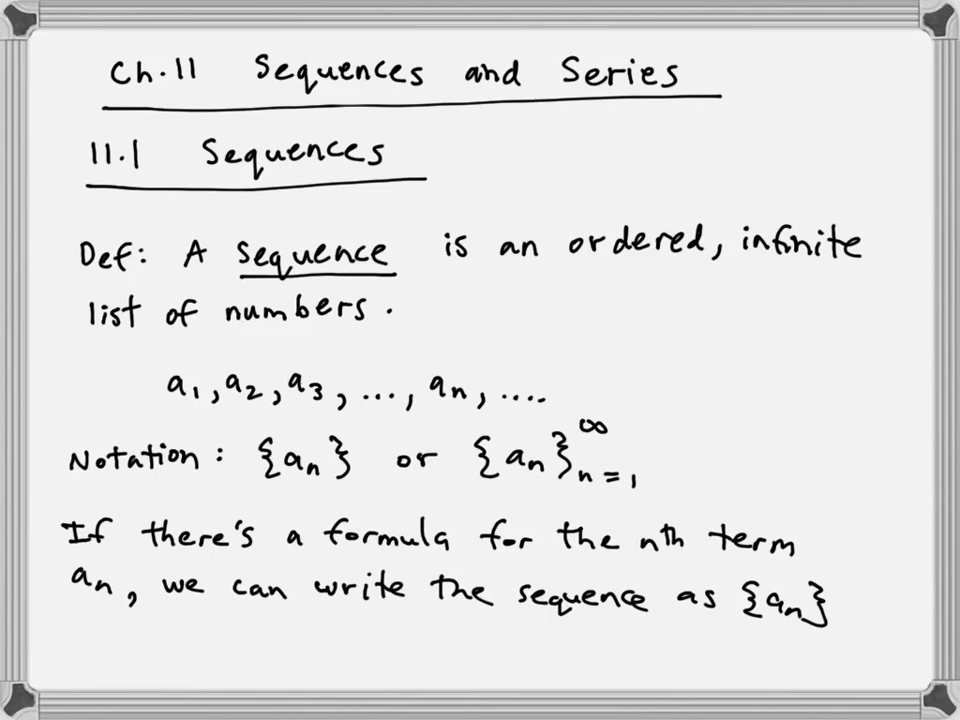 Ch. 11 Sequences and Series
11.1 Sequences
Def: A sequence is an ordered, infinite
list of numbers.
a₁, a₂, a₃, ..., aₙ, ....
Notation: {aₙ} or {aₙ}ₙ₌₁^∞
If there's a formula for the nth term
aₙ, we can write the sequence as {aₙ}